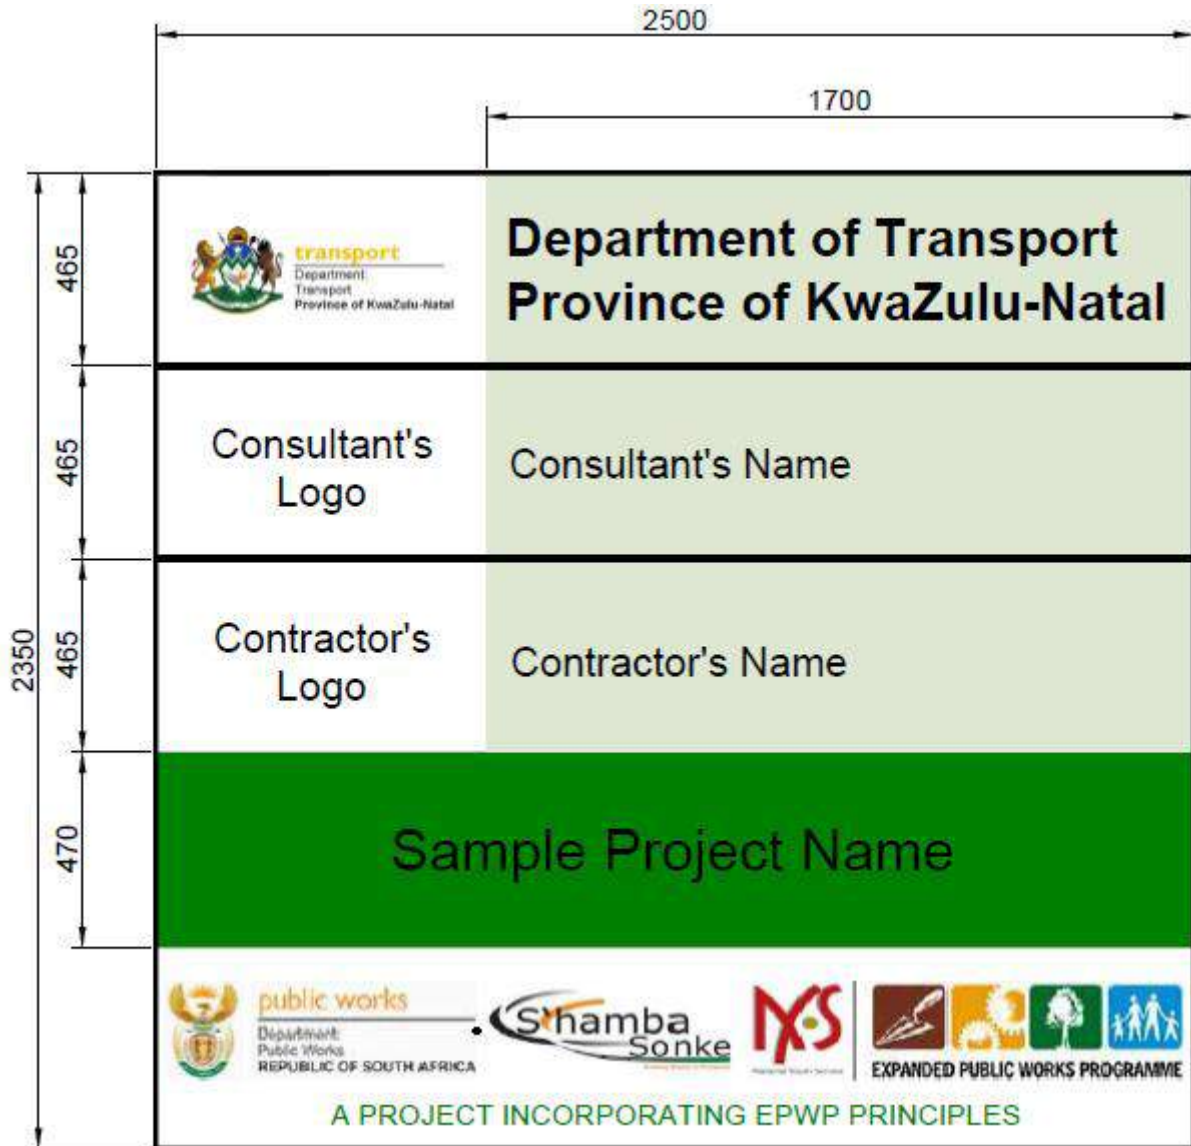 2500
1700
465
transport
Department:
Transport
Province of KwaZulu-Natal
Department of Transport
Province of KwaZulu-Natal
465
Consultant's
Logo
Consultant's Name
2350
465
Contractor's
Logo
Contractor's Name
470
Sample Project Name
public works
Department:
Public Works
REPUBLIC OF SOUTH AFRICA
S'hamba
Sonke
NYS
EXPANDED PUBLIC WORKS PROGRAMME
A PROJECT INCORPORATING EPWP PRINCIPLES